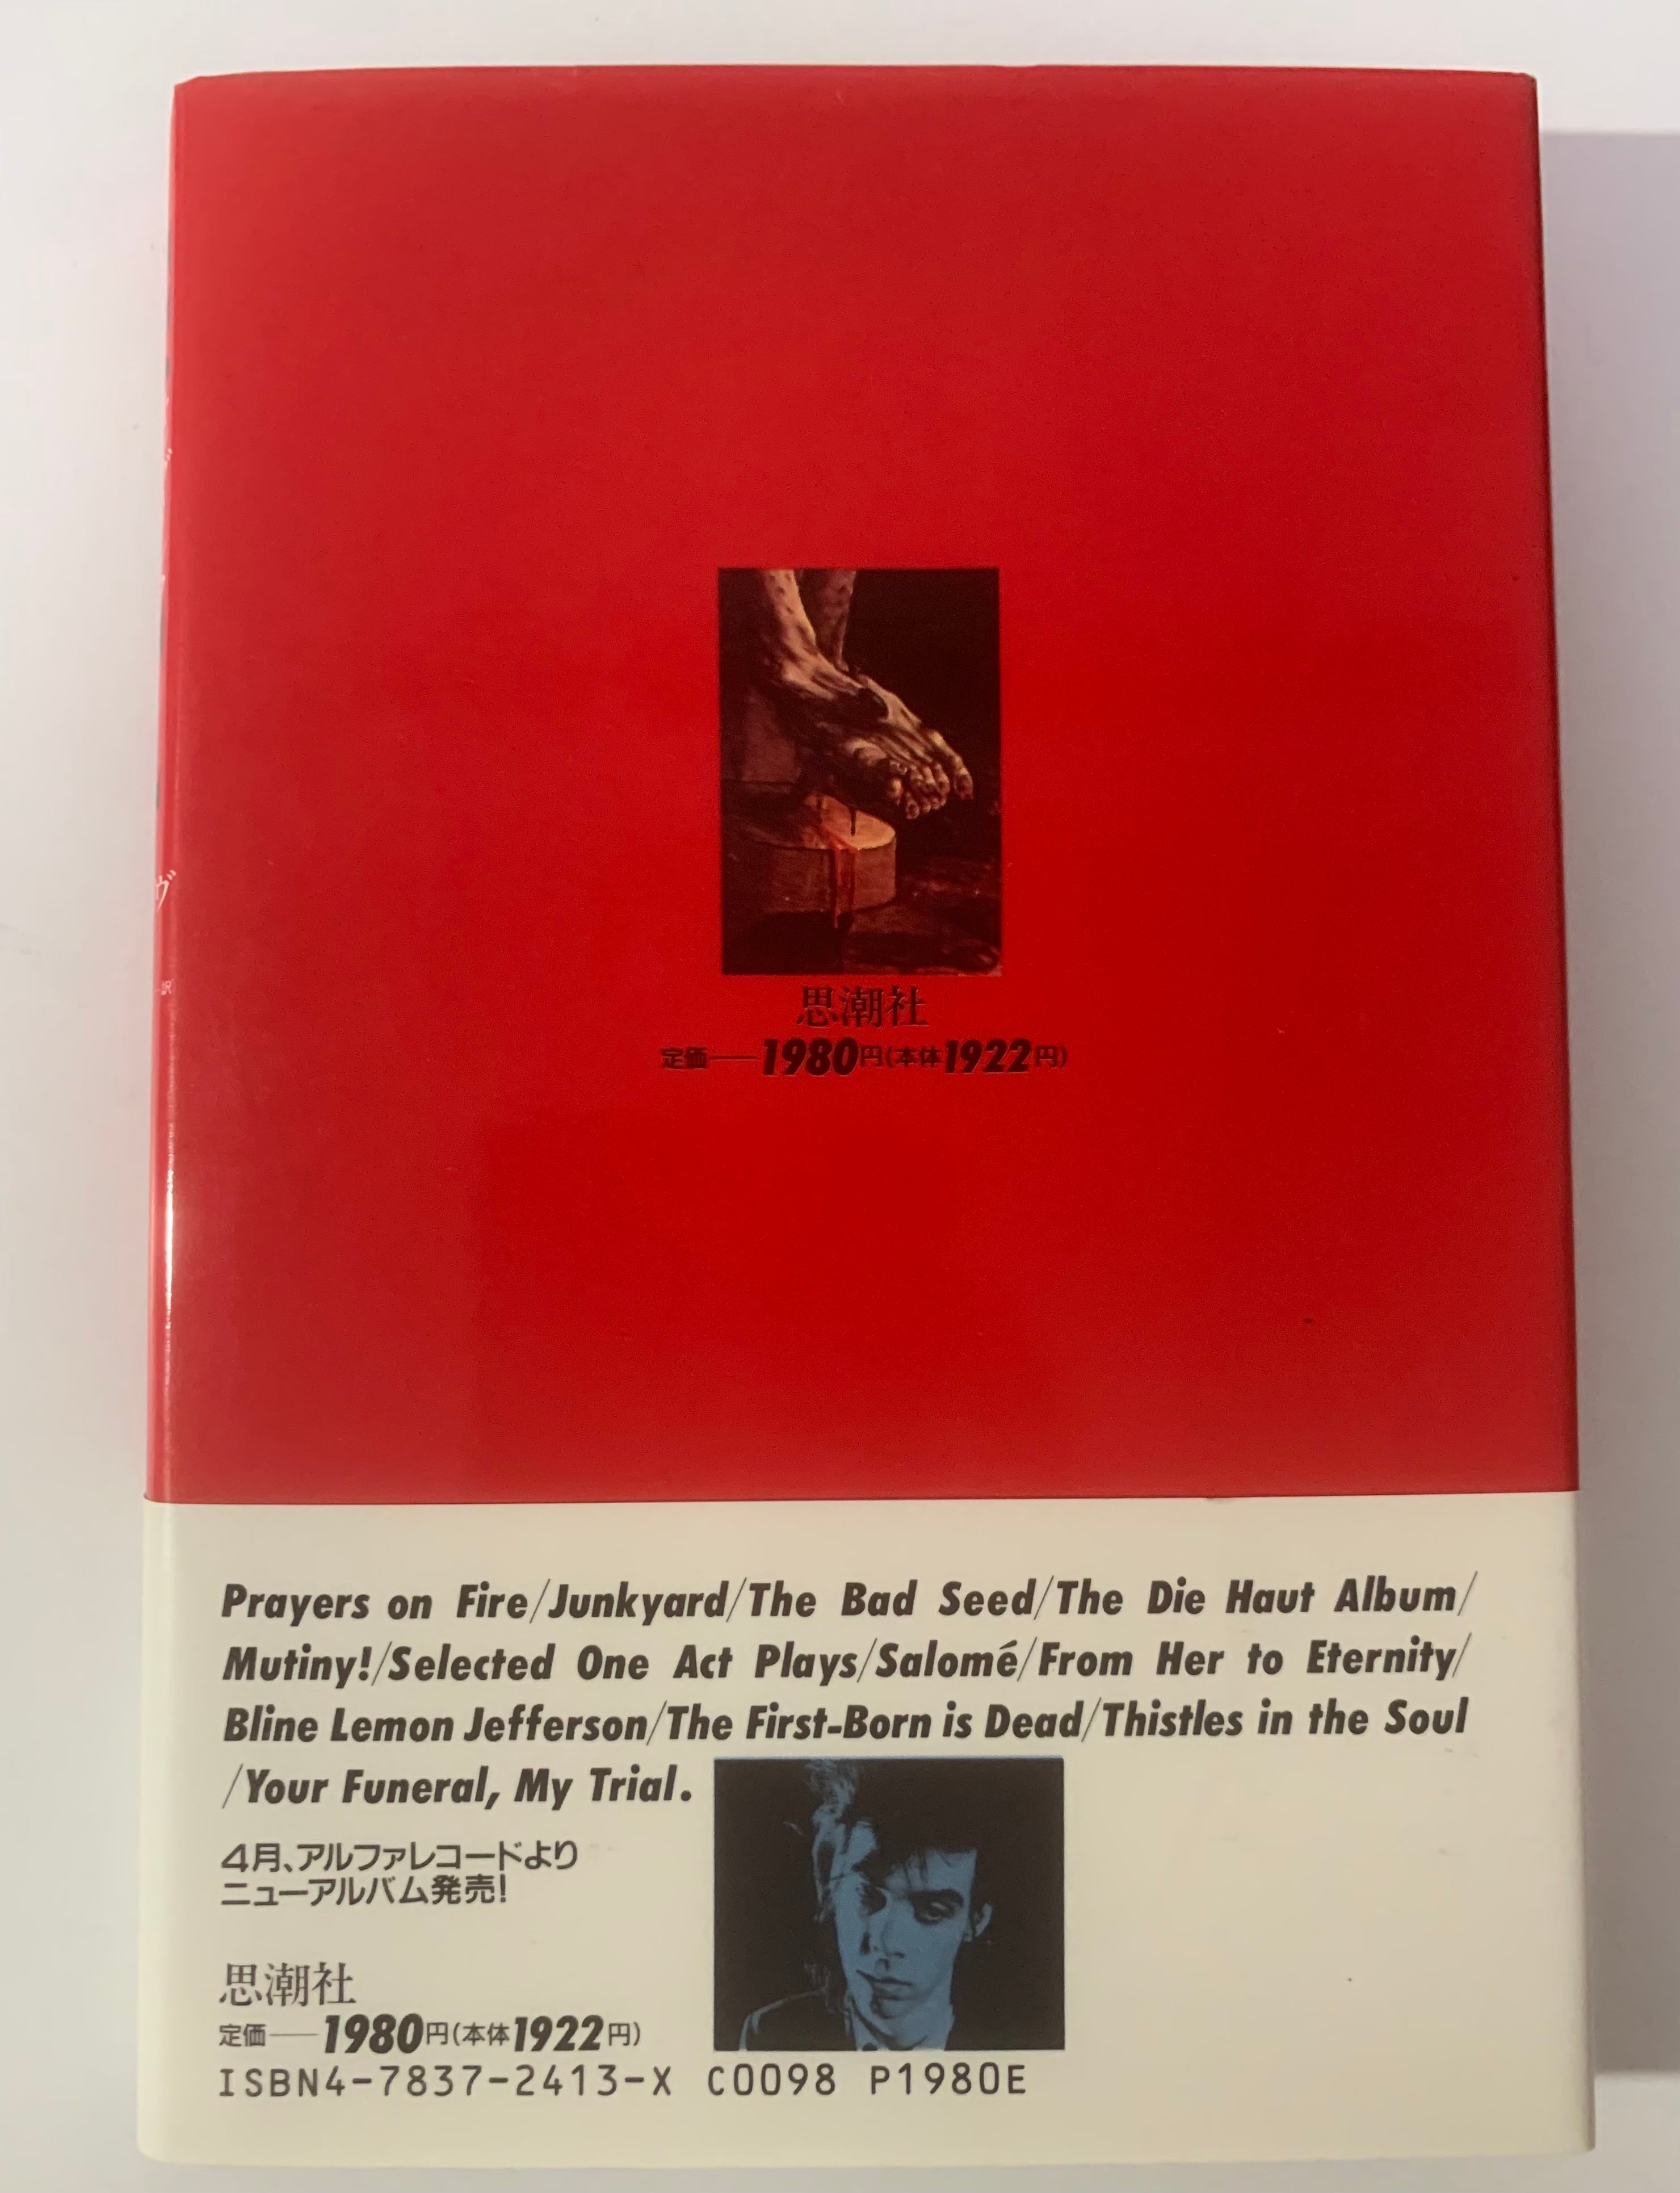 思潮社
定価——1980円(本体1922円)
Prayers on Fire/Junkyard/The Bad Seed/The Die Haut Album/
Mutiny!/Selected One Act Plays/Salomé/From Her to Eternity/
Bline Lemon Jefferson/The First-Born is Dead/Thistles in the Soul
/Your Funeral, My Trial.
4月、アルファレコードより
ニューアルバム発売!
思潮社
定価——1980円(本体1922円)
ISBN4-7837-2413-X C0098 P1980E